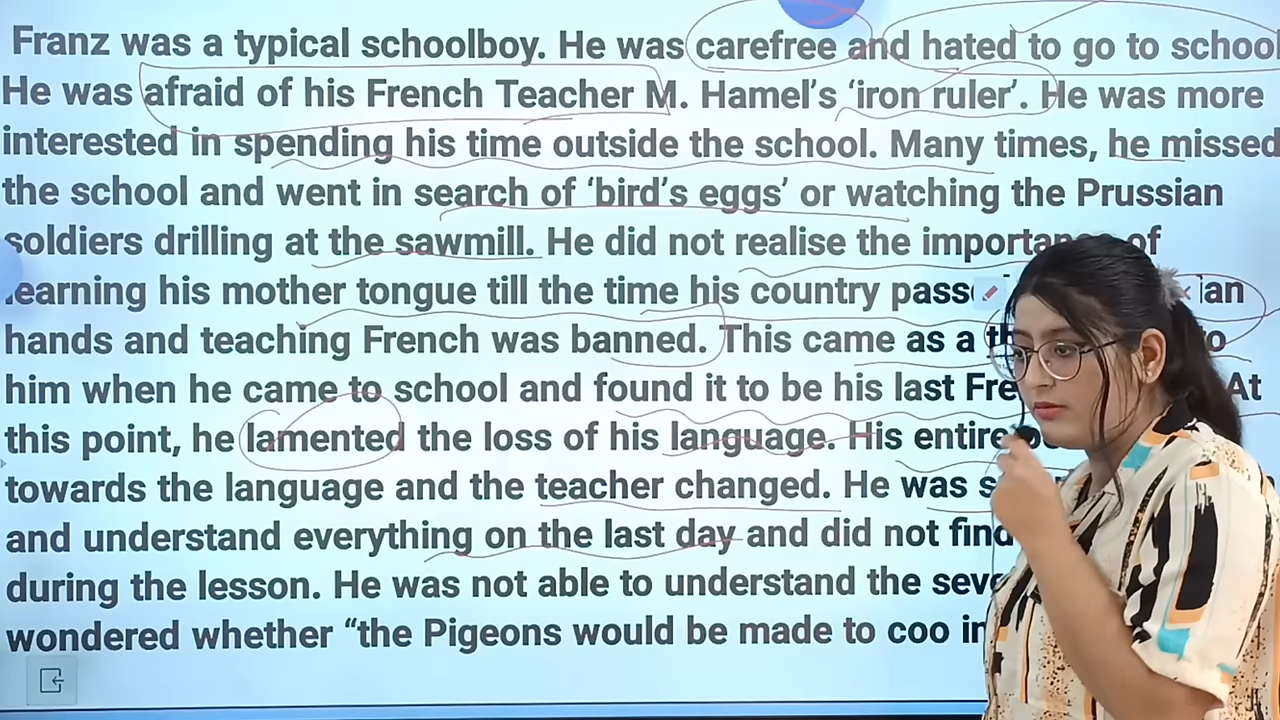 Franz was a typical schoolboy. He was carefree and hated to go to school
He was afraid of his French Teacher M. Hamel's 'iron ruler'. He was more
interested in spending his time outside the school. Many times, he missed
the school and went in search of 'bird's eggs' or watching the Prussian
soldiers drilling at the sawmill. He did not realise the importance of
learning his mother tongue till the time his country
hands and teaching French was banned. This came as a
him when he came to school and found it to be his last At
this point, he lamented the loss of his language. His entire
towards the language and the teacher changed. He was
and understand everything on the last day and did not find
during the lesson. He was not able to understand the
wondered whether “the Pigeons would be made to coo in